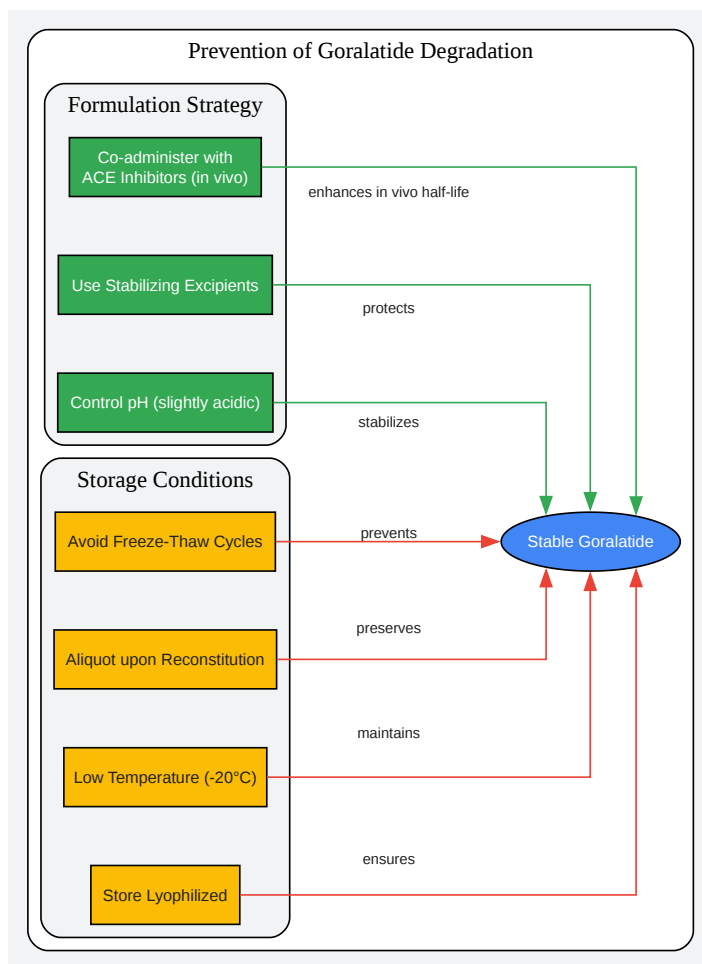 Prevention of Goralatide Degradation
Formulation Strategy
Co-administer with
ACE Inhibitors (in vivo)
enhances in vivo half-life
Use Stabilizing Excipients
protects
Control pH (slightly acidic)
stabilizes
Storage Conditions
Avoid Freeze-Thaw Cycles
prevents
Stable Goralatide
Aliquot upon Reconstitution
preserves
Low Temperature (-20°C)
maintains
Store Lyophilized
ensures